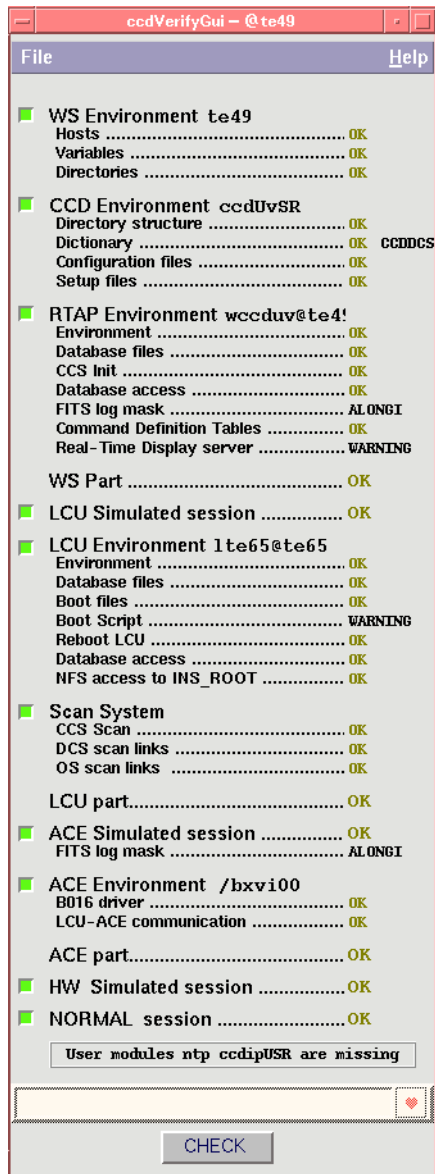 ccdVerifyGui – @te49
File Help
WS Environment te49
Hosts ........................................................ OK
Variables .................................................. OK
Directories ............................................... OK
CCD Environment ccdUvSR
Directory structure ................................ OK
Dictionary ................................................ OK CCDDCS
Configuration files ................................. OK
Setup files ................................................ OK
RTAP Environment wccduv@te49
Environment ............................................. OK
Database files .......................................... OK
CCS Init ..................................................... OK
Database access ..................................... OK
FITS log mask .......................................... ALONGI
Command Definition Tables .................. OK
Real-Time Display server ...................... WARNING
WS Part ..................................... OK
LCU Simulated session .............. OK
LCU Environment lte65@te65
Environment ............................................. OK
Database files .......................................... OK
Boot files ................................................... OK
Boot Script ................................................ WARNING
Reboot LCU ............................................... OK
Database access ..................................... OK
NFS access to INS_ROOT ..................... OK
Scan System
CCS Scan .................................................. OK
DCS scan links ......................................... OK
OS scan links ........................................... OK
LCU part..................................... OK
ACE Simulated session .............. OK
FITS log mask .......................................... ALONGI
ACE Environment /bxvi00
B016 driver ................................................ OK
LCU-ACE communication ...................... OK
ACE part..................................... OK
HW Simulated session ............... OK
NORMAL session ....................... OK
User modules ntp ccdipUSR are missing
CHECK